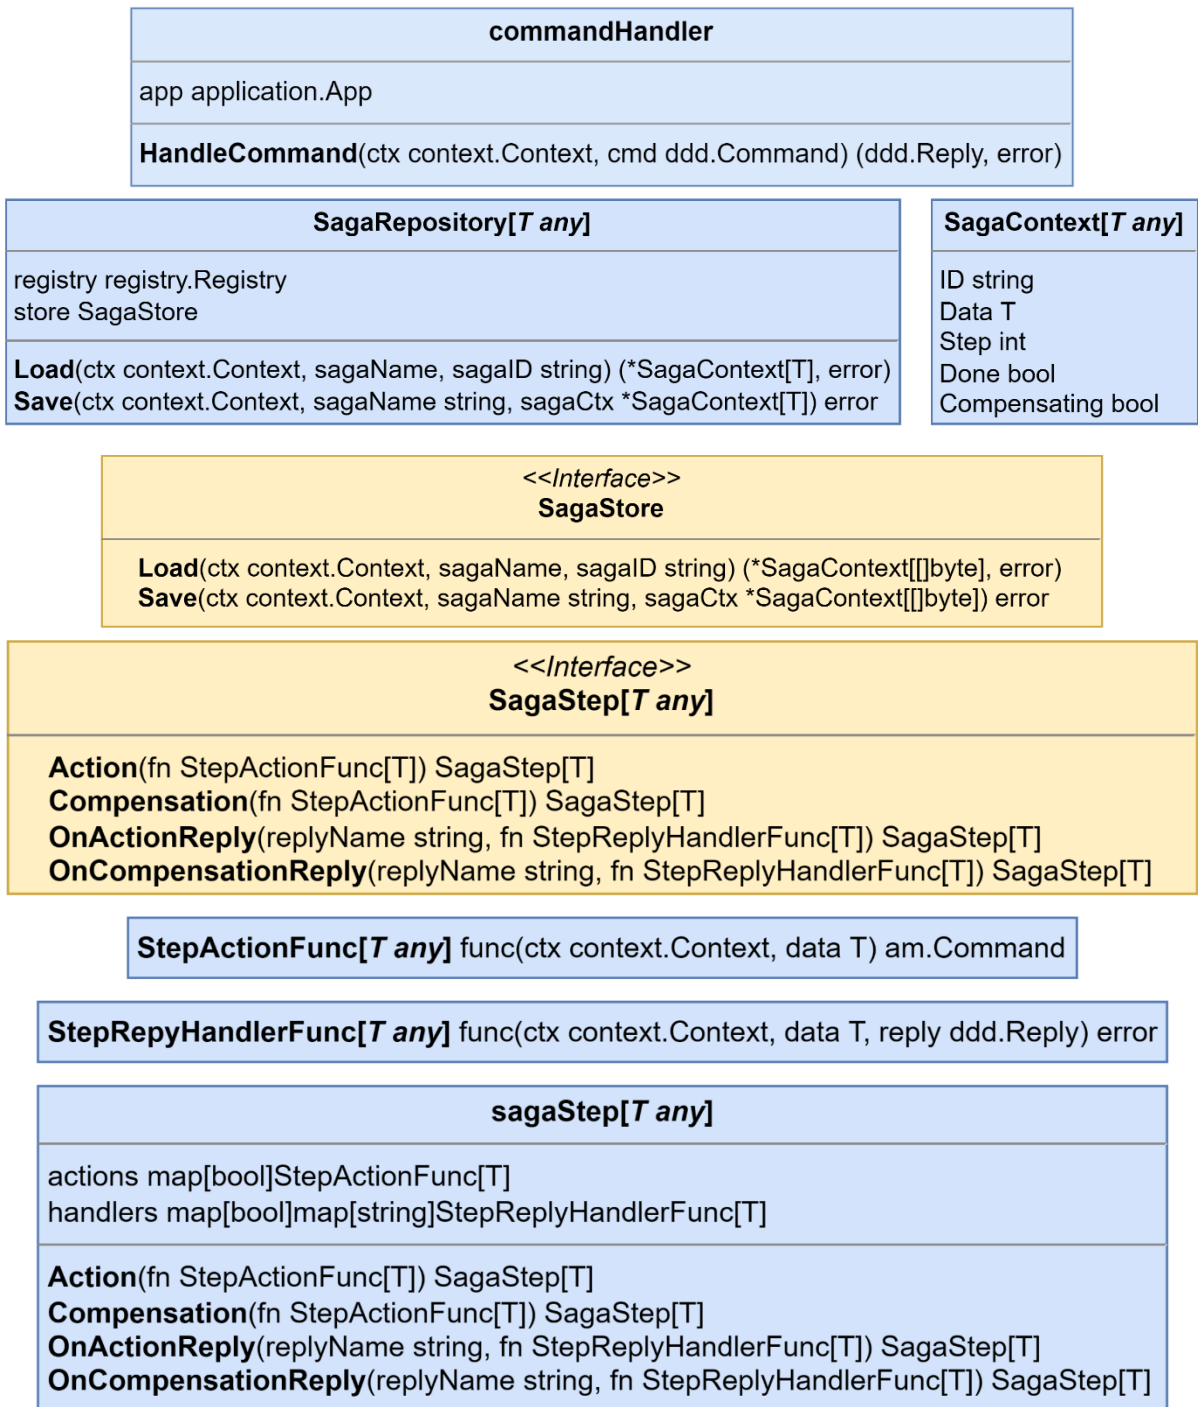 commandHandler
app application.App
HandleCommand(ctx context.Context, cmd ddd.Command) (ddd.Reply, error)
SagaRepository[T any]
registry registry.Registry
store SagaStore
Load(ctx context.Context, sagaName, sagaID string) (*SagaContext[T], error)
Save(ctx context.Context, sagaName string, sagaCtx *SagaContext[T]) error
SagaContext[T any]
ID string
Data T
Step int
Done bool
Compensating bool
<<Interface>>
SagaStore
Load(ctx context.Context, sagaName, sagaID string) (*SagaContext[[]byte], error)
Save(ctx context.Context, sagaName string, sagaCtx *SagaContext[[]byte]) error
<<Interface>>
SagaStep[T any]
Action(fn StepActionFunc[T]) SagaStep[T]
Compensation(fn StepActionFunc[T]) SagaStep[T]
OnActionReply(replyName string, fn StepReplyHandlerFunc[T]) SagaStep[T]
OnCompensationReply(replyName string, fn StepReplyHandlerFunc[T]) SagaStep[T]
StepActionFunc[T any] func(ctx context.Context, data T) am.Command
StepRepyHandlerFunc[T any] func(ctx context.Context, data T, reply ddd.Reply) error
sagaStep[T any]
actions map[bool]StepActionFunc[T]
handlers map[bool]map[string]StepReplyHandlerFunc[T]
Action(fn StepActionFunc[T]) SagaStep[T]
Compensation(fn StepActionFunc[T]) SagaStep[T]
OnActionReply(replyName string, fn StepReplyHandlerFunc[T]) SagaStep[T]
OnCompensationReply(replyName string, fn StepReplyHandlerFunc[T]) SagaStep[T]